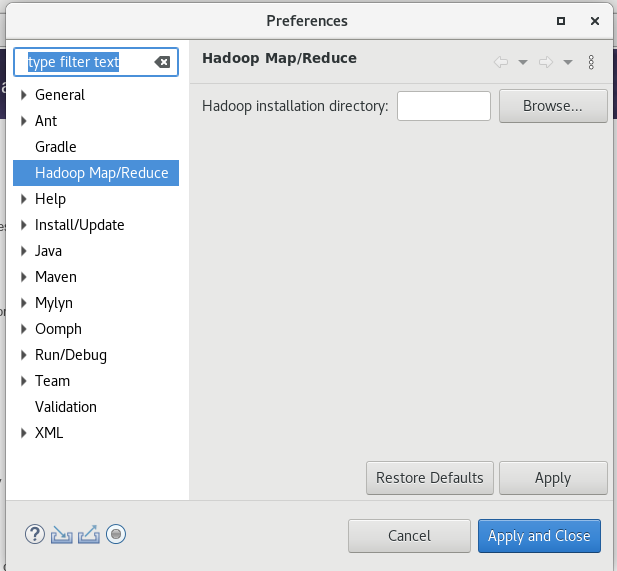 Preferences
type filter text
General
Ant
Gradle
Hadoop Map/Reduce
Help
Install/Update
Java
Maven
Mylyn
Oomph
Run/Debug
Team
Validation
XML
Hadoop Map/Reduce
Hadoop installation directory:
Browse...
Restore Defaults
Apply
Cancel
Apply and Close